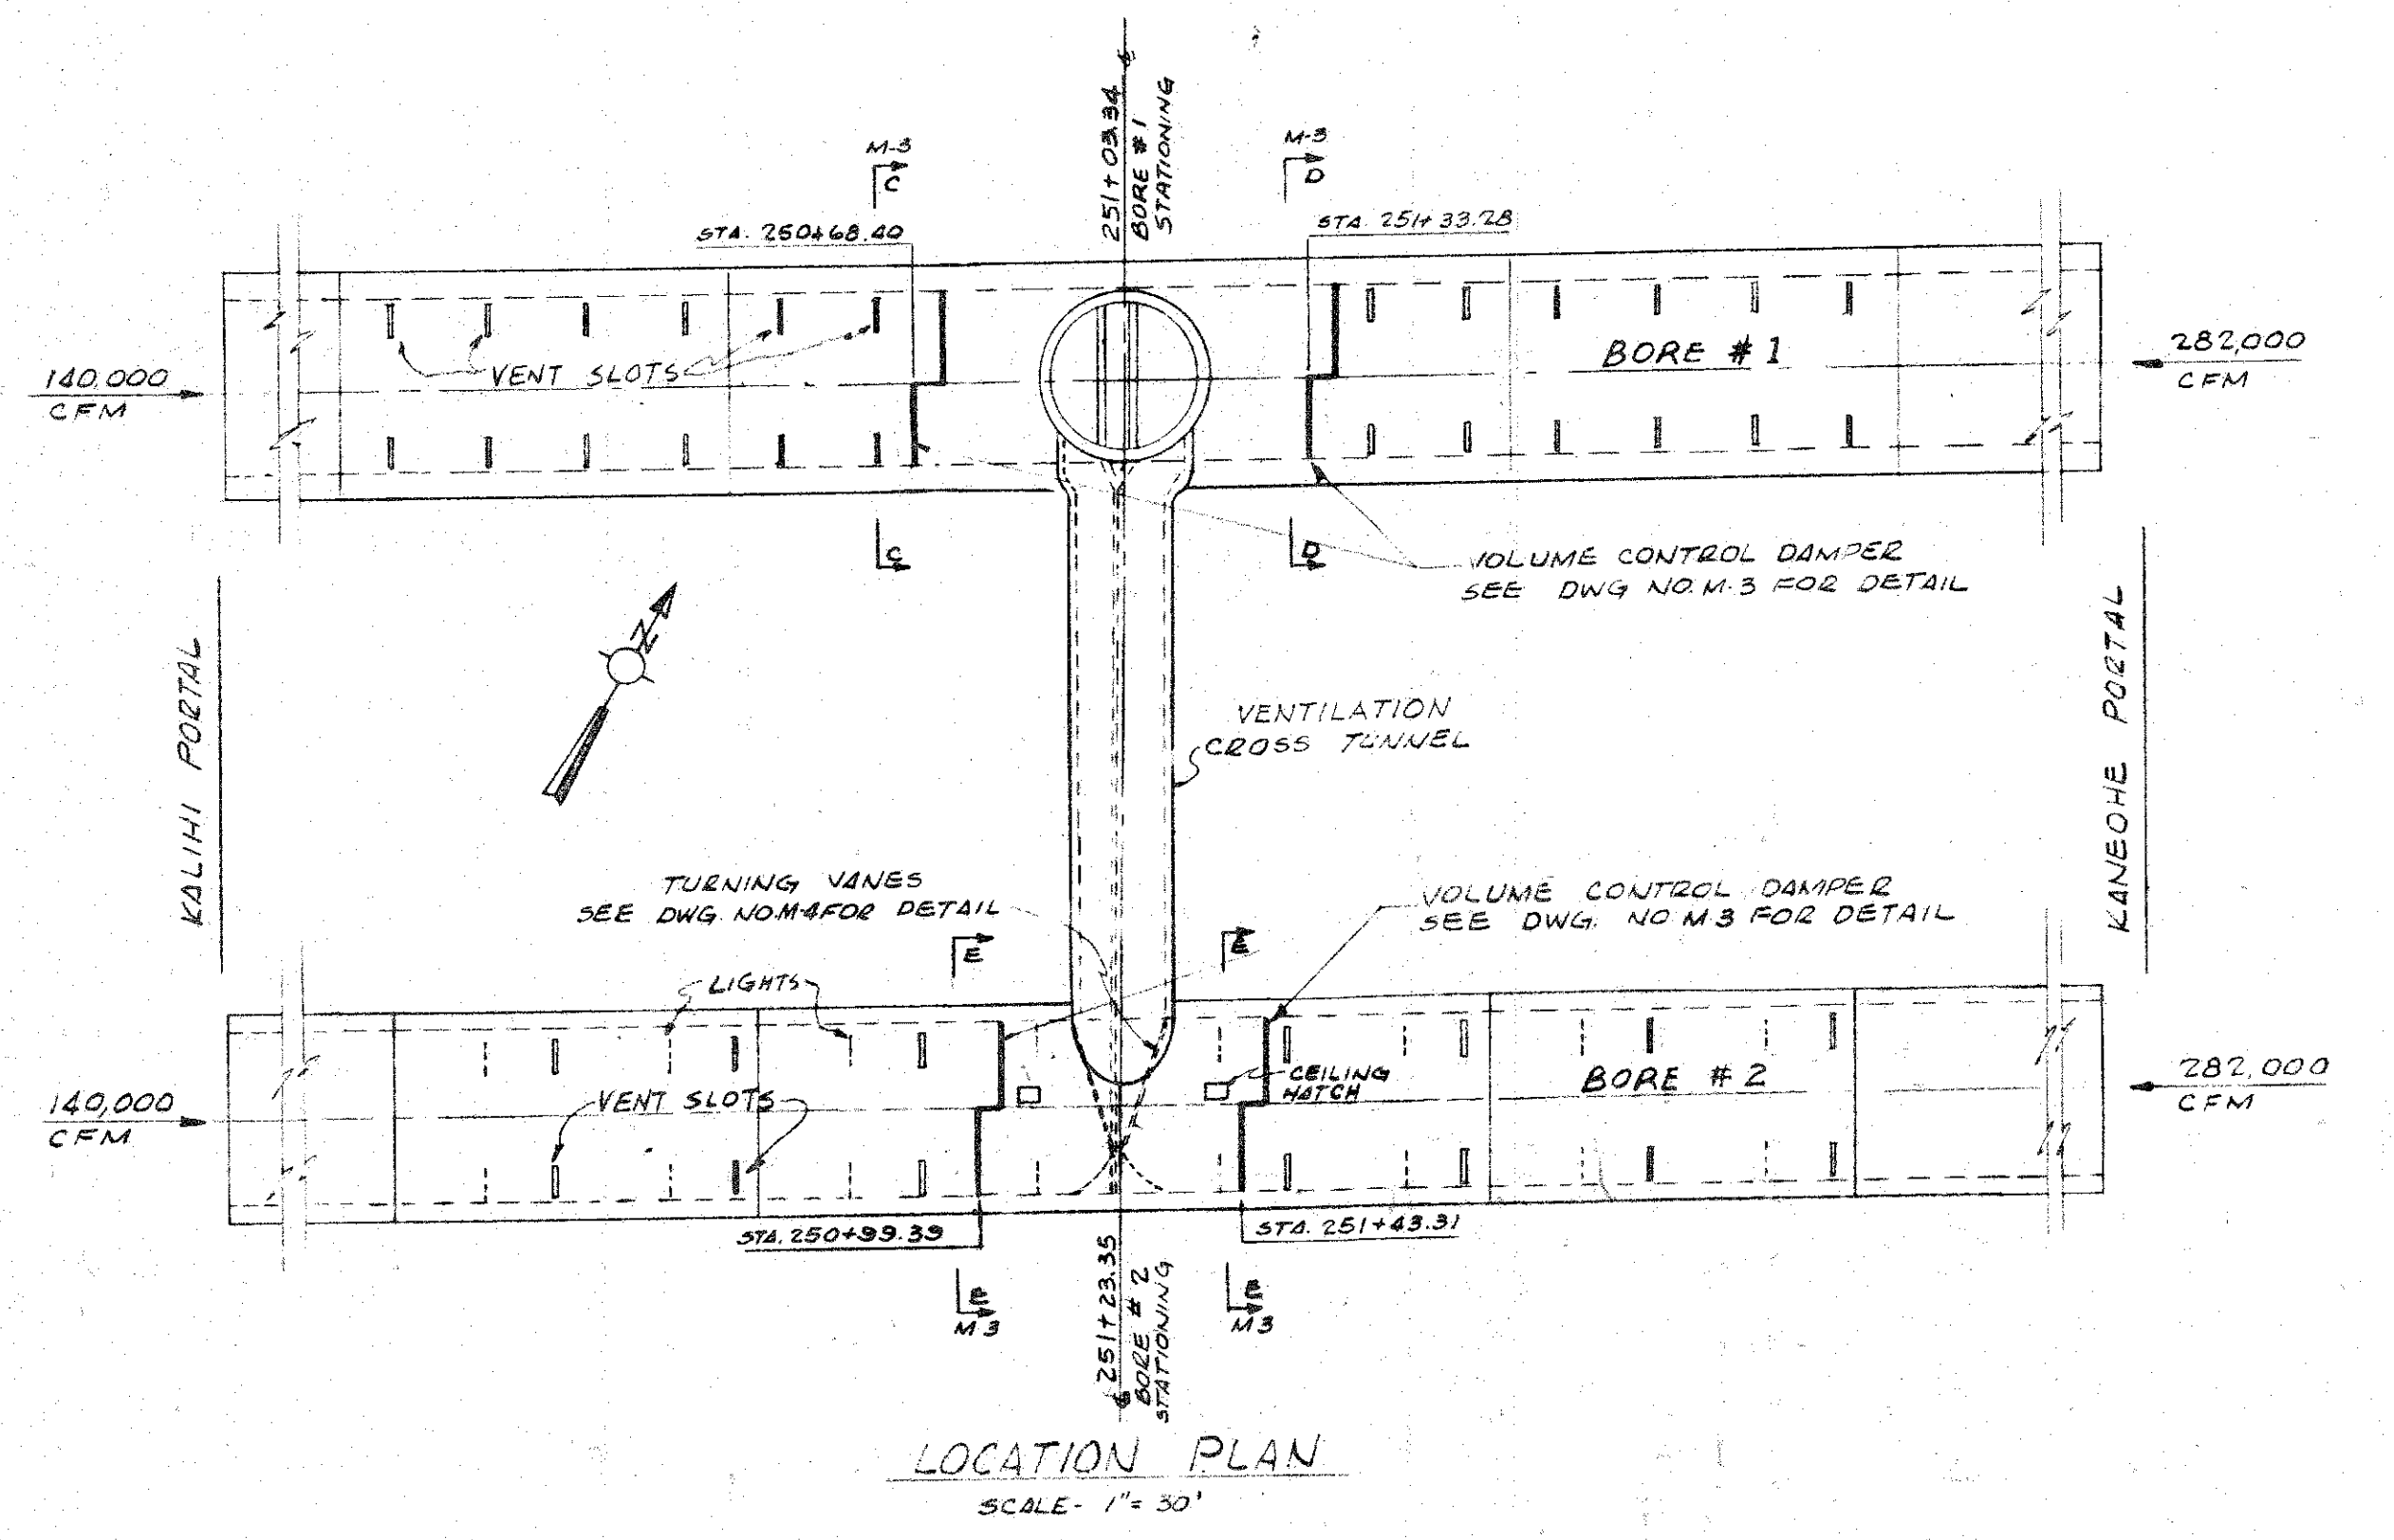 251+03.34
BORE #1
STATIONING
M-3
C
M-3
D
STA. 250+68.40
STA. 251+33.28
VENT SLOTS
BORE #1
140,000
CFM
282,000
CFM
C
D
VOLUME CONTROL DAMPER
SEE DWG NO. M-3 FOR DETAIL
N
KALIHI PORTAL
KANEOHE PORTAL
VENTILATION
CROSS TUNNEL
TURNING VANES
SEE DWG. NO. M-4 FOR DETAIL
VOLUME CONTROL DAMPER
SEE DWG. NO M 3 FOR DETAIL
E
E
LIGHTS
VENT SLOTS
CEILING
HATCH
BORE #2
140,000
CFM
282,000
CFM
STA. 250+99.39
STA. 251+43.31
E
M 3
E
M 3
251+23.35
BORE #2
STATIONING
LOCATION PLAN
SCALE- 1"= 30'